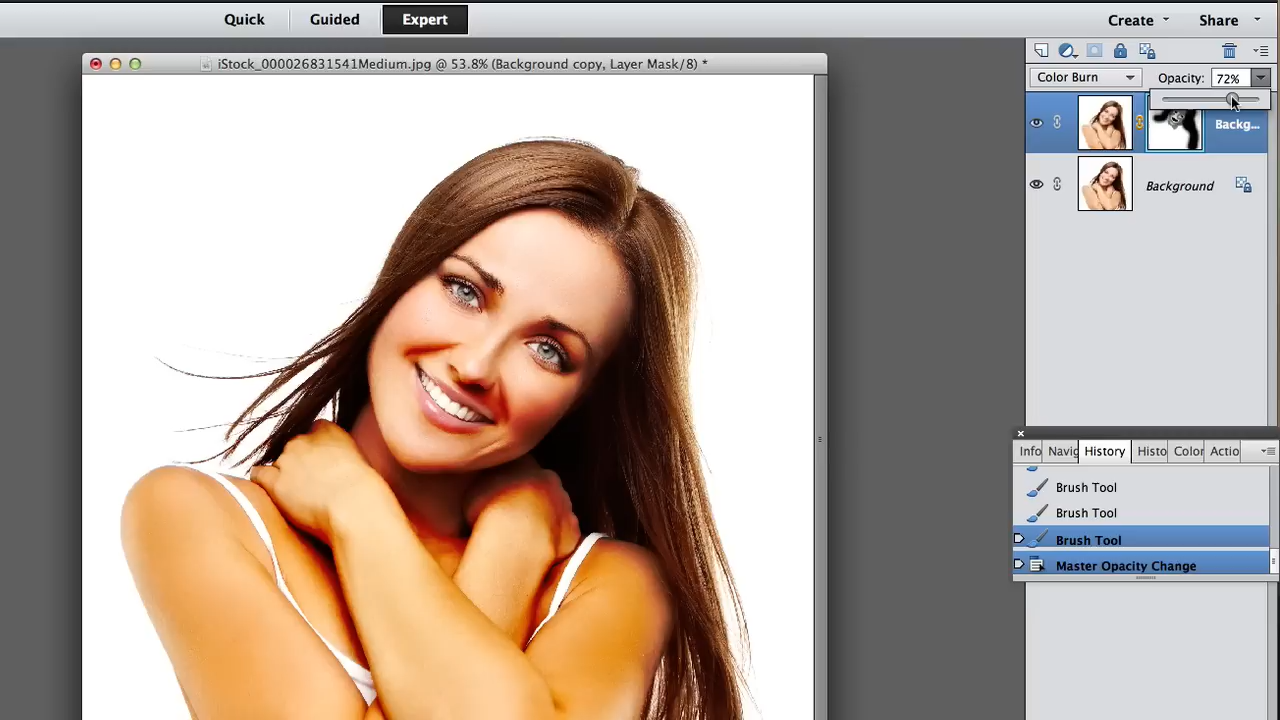 Quick Guided Expert Create Share
iStock_000026831541Medium.jpg @ 53.8% (Background copy, Layer Mask/8) *
Color Burn Opacity: 72%
Backg...
Background
Info Navig Histo Color Actio
History
Brush Tool
Brush Tool
Brush Tool
Master Opacity Change